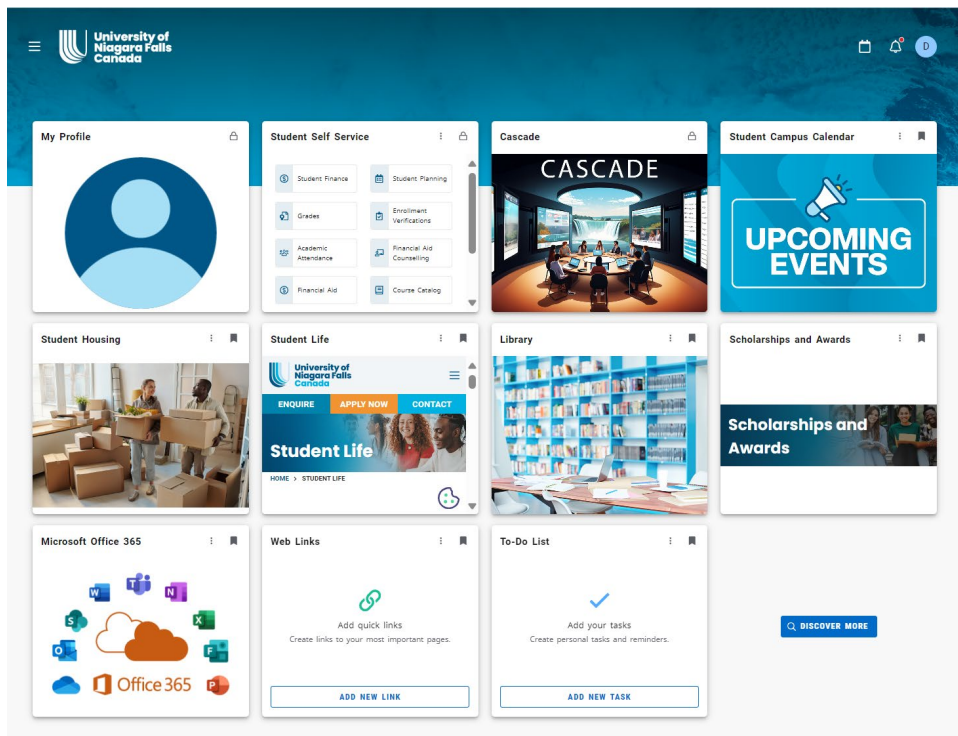 University of
Niagara Falls
Canada
D
My Profile
Student Self Service
Student Finance
Student Planning
Grades
Enrollment
Verifications
Academic
Attendance
Financial Aid
Counselling
Financial Aid
Course Catalog
Cascade
CASCADE
Student Campus Calendar
UPCOMING
EVENTS
Student Housing
Student Life
University of
Niagara Falls
Canada
ENQUIRE APPLY NOW CONTACT
Student Life
HOME > STUDENT LIFE
Library
Scholarships and Awards
Scholarships and
Awards
Microsoft Office 365
W
T
N
S
X
O
F
Office 365
P
Web Links
Add quick links
Create links to your most important pages.
ADD NEW LINK
To-Do List
Add your tasks
Create personal tasks and reminders.
ADD NEW TASK
DISCOVER MORE